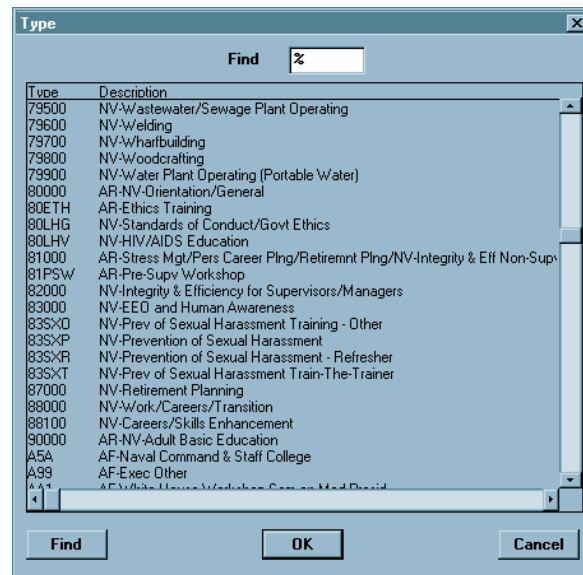 Type
Find %
Type Description
79500 NV-Wastewater/Sewage Plant Operating
79600 NV-Welding
79700 NV-Wharfbuilding
79800 NV-Woodcrafting
79900 NV-Water Plant Operating (Portable Water)
80000 AR-NV-Orientation/General
80ETH AR-Ethics Training
80LHG NV-Standards of Conduct/Govt Ethics
80LHV NV-HIV/AIDS Education
81000 AR-Stress Mgt/Pers Career Plng/Retiremnt Plng/NV-Integrity & Eff Non-Supv
81PSW AR-Pre-Supv Workshop
82000 NV-Integrity & Efficiency for Supervisors/Managers
83000 NV-EEO and Human Awareness
83SXO NV-Prev of Sexual Harassment Training - Other
83SXP NV-Prevention of Sexual Harassment
83SXR NV-Prevention of Sexual Harassment - Refresher
83SXT NV-Prev of Sexual Harassment Train-The-Trainer
87000 NV-Retirement Planning
88000 NV-Work/Careers/Transition
88100 NV-Careers/Skills Enhancement
90000 AR-NV-Adult Basic Education
A5A AF-Naval Command & Staff College
A99 AF-Exec Other
AA1 AF-White House Workshop
Find OK Cancel